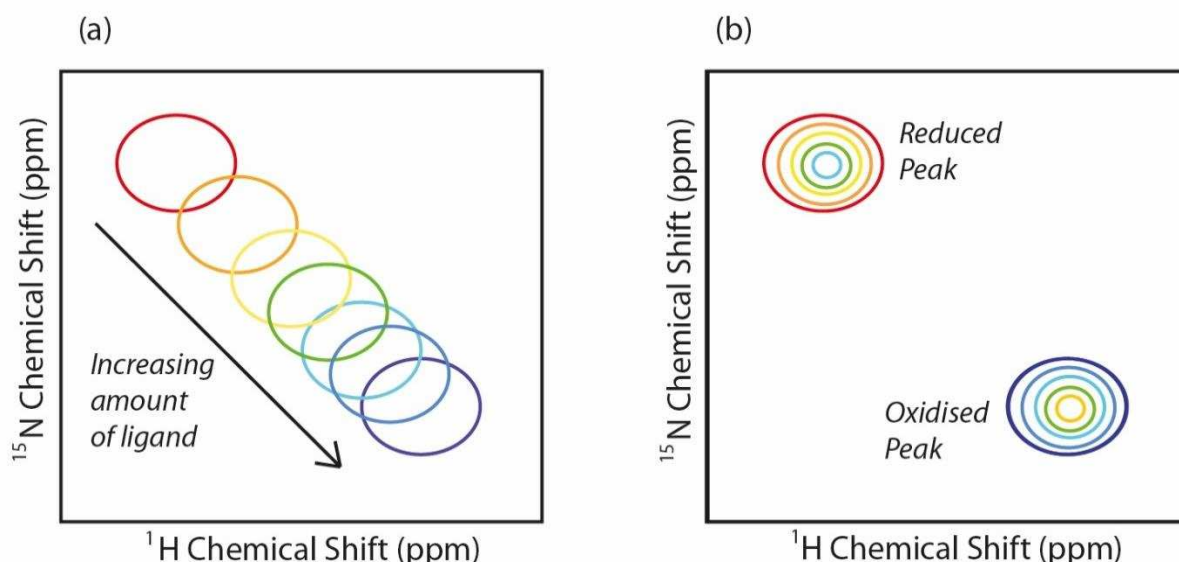 (a)
15N Chemical Shift (ppm)
Increasing
amount
of ligand
1H Chemical Shift (ppm)
(b)
15N Chemical Shift (ppm)
Reduced
Peak
Oxidised
Peak
1H Chemical Shift (ppm)